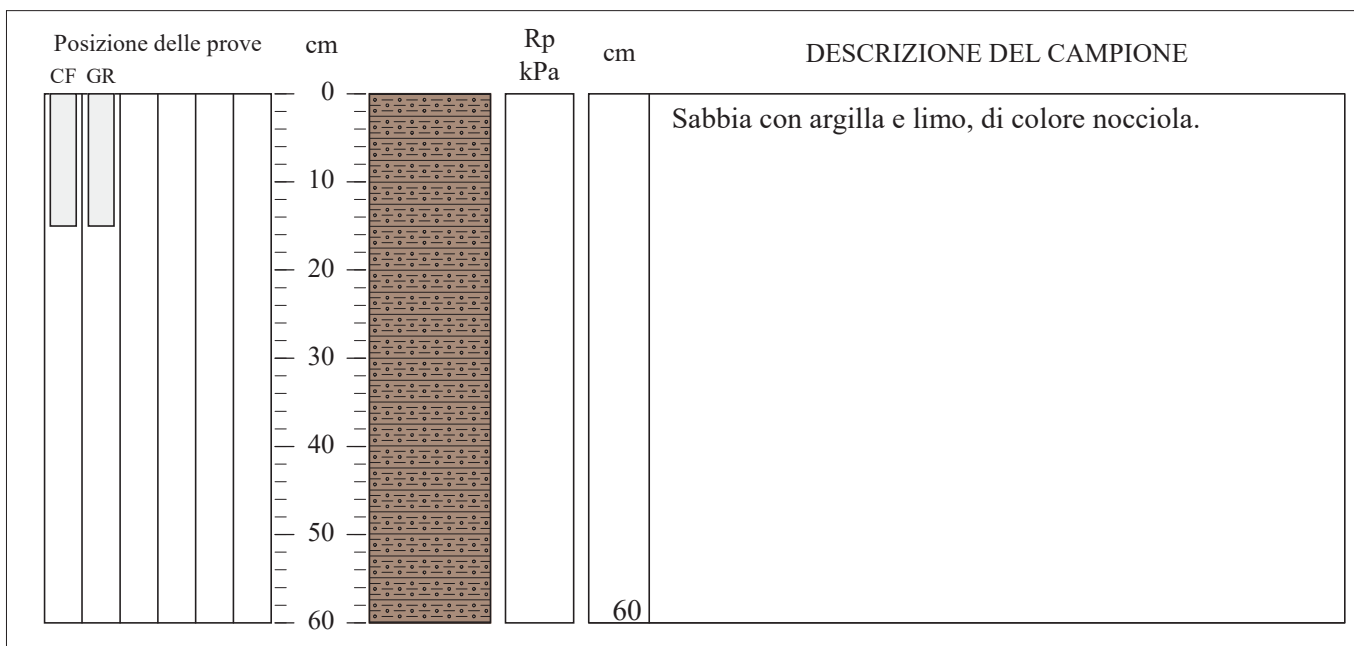 Posizione delle prove
CF GR
cm
Rp
kPa
cm
DESCRIZIONE DEL CAMPIONE
0
10
20
30
40
50
60
60
Sabbia con argilla e limo, di colore nocciola.